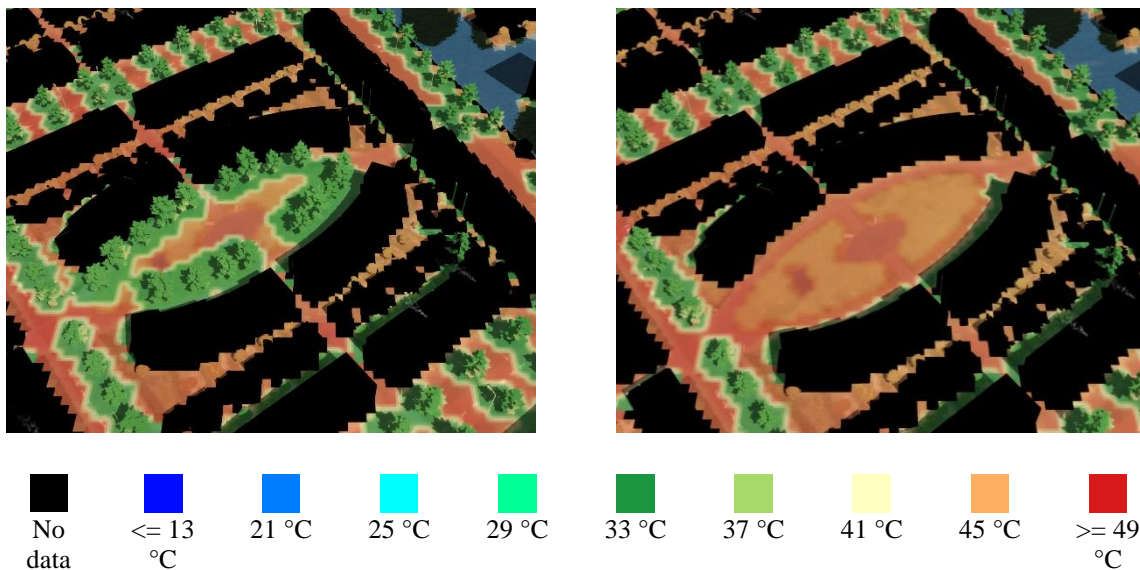 No data
<= 13 °C
21 °C
25 °C
29 °C
33 °C
37 °C
41 °C
45 °C
>= 49 °C